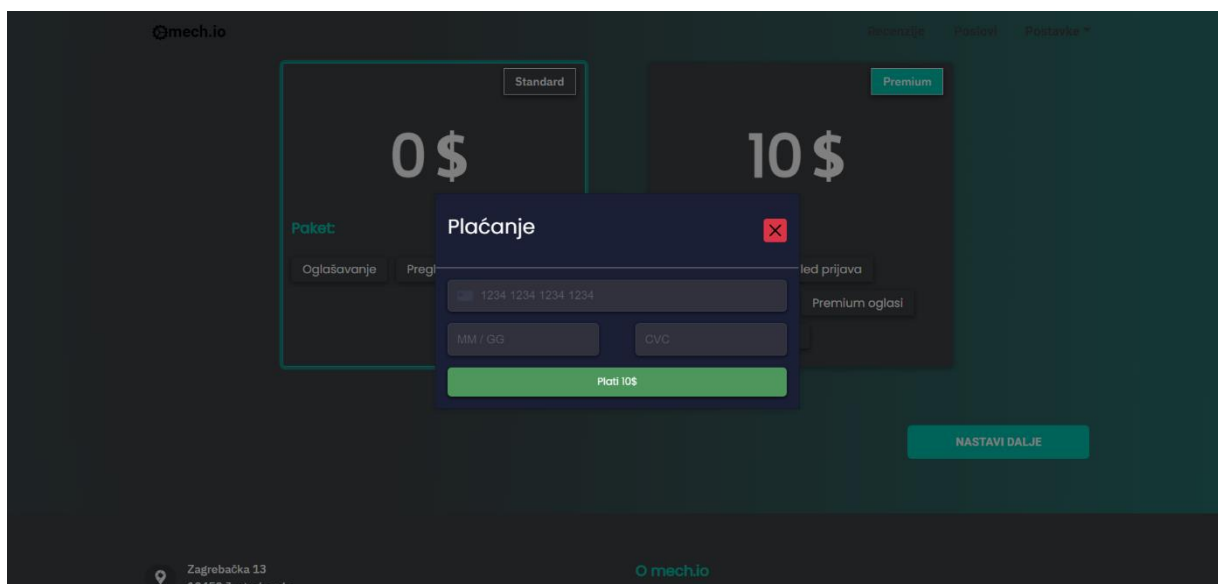 mech.io
Recenzije Poslovi Postavke
Standard
Premium
0 $
10 $
Paket:
Plaćanje
Oglašavanje
led prijava
1234 1234 1234 1234
Premium oglasi
MM / GG
CVC
Plati 10$
NASTAVI DALJE
Zagrebačka 13
O mech.io